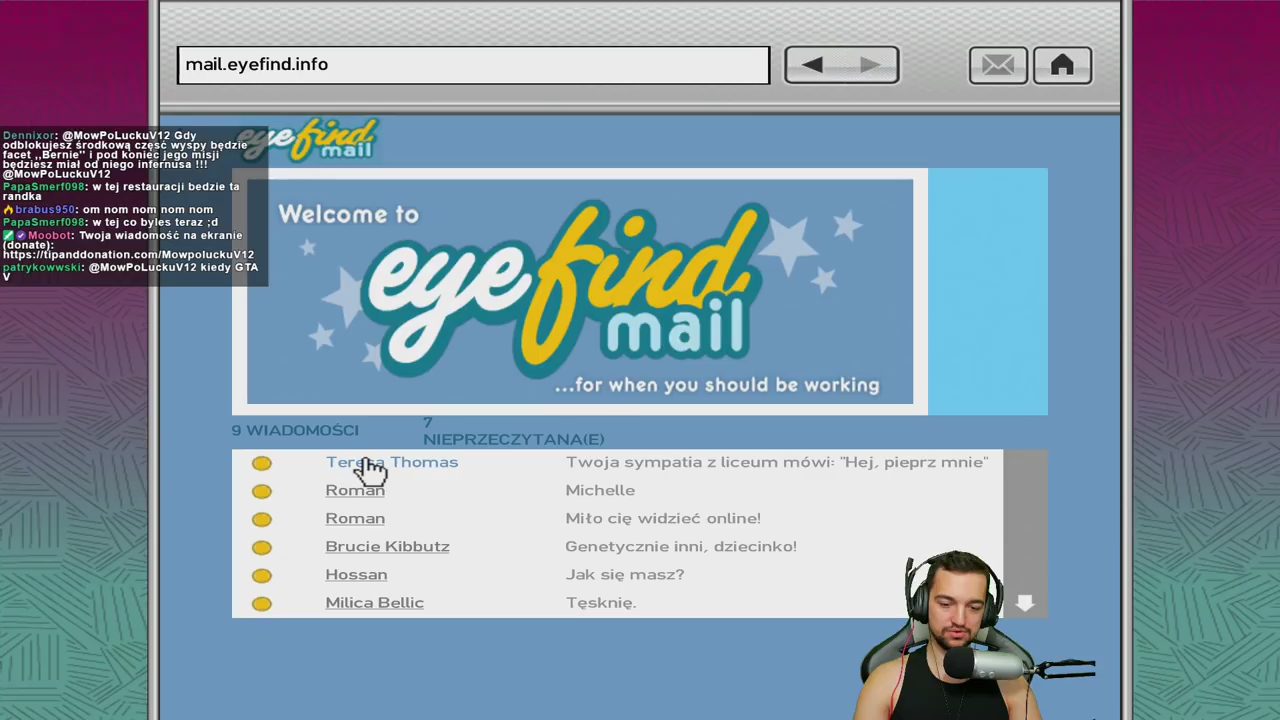 mail.eyefind.info
eyefind.
mail
Dennixor: @MowPoLuckuV12 Gdy
odblokujesz środkową część wyspy będzie
facet ,,Bernie'' i pod koniec jego misji
będziesz miał od niego infernusa !!!
@MowPoLuckuV12
PapaSmerf098: w tej restauracji bedzie ta
randka
brabus950: om nom nom nom nom
PapaSmerf098: w tej co byles teraz ;d
Moobot: Twoja wiadomość na ekranie
(donate):
https://tipanddonation.com/MowpoluckuV12
patrykowwski: @MowPoLuckuV12 kiedy GTA
V
Welcome to
eyefind.
mail
...for when you should be working
9 WIADOMOŚCI
7
NIEPRZECZYTANA(E)
Teresa Thomas Twoja sympatia z liceum mówi: "Hej, pieprz mnie"
Roman Michelle
Roman Miło cię widzieć online!
Brucie Kibbutz Genetycznie inni, dziecinko!
Hossan Jak się masz?
Milica Bellic Tęsknię.